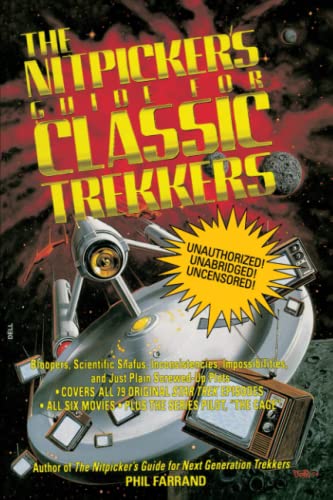 THE
NITPICKER'S
GUIDE FOR
CLASSIC
TREKKERS
UNAUTHORIZED!
UNABRIDGED!
UNCENSORED!
DELL
Bloopers, Scientific Snafus, Inconsistencies, Impossibilities,
and Just Plain Screwed-Up Plots
• COVERS ALL 79 ORIGINAL STAR TREK EPISODES
• ALL SIX MOVIES • PLUS THE SERIES PILOT, "THE CAGE"
Author of The Nitpicker's Guide for Next Generation Trekkers
PHIL FARRAND